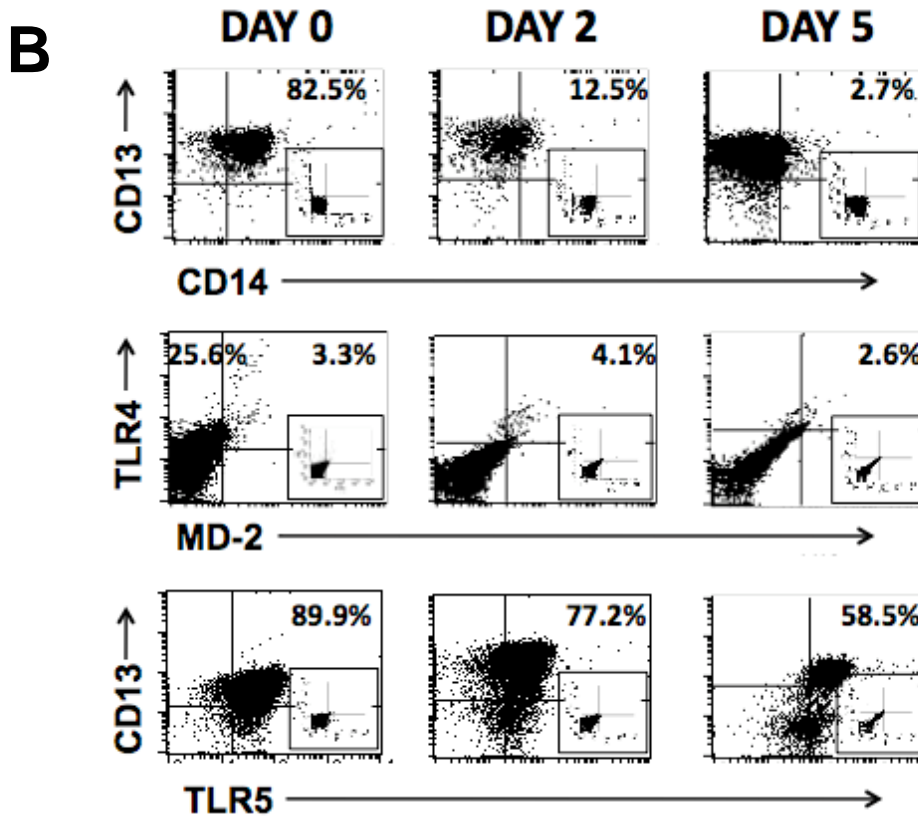 B
DAY 0 DAY 2 DAY 5
82.5% 12.5% 2.7%
CD13
CD14
25.6% 3.3% 4.1% 2.6%
TLR4
MD-2
89.9% 77.2% 58.5%
CD13
TLR5